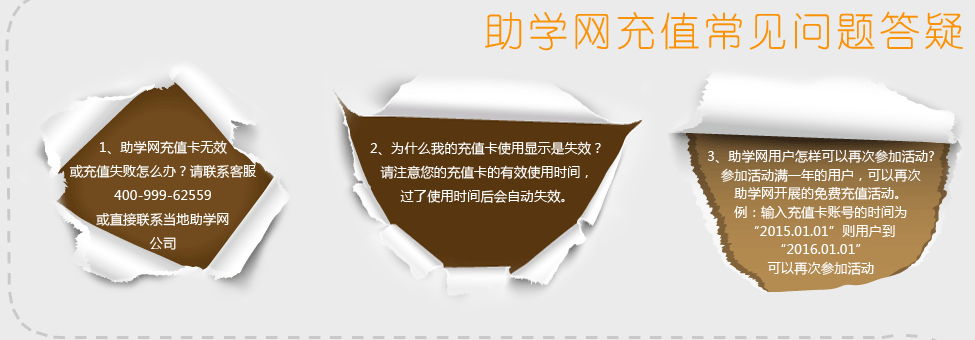 助学网充值常见问题答疑
1、助学网充值卡无效
或充值失败怎么办？请联系客服
400-999-62559
或直接联系当地助学网
公司
2、为什么我的充值卡使用显示是失效？
请注意您的充值卡的有效使用时间，
过了使用时间后会自动失效。
3、助学网用户怎样可以再次参加活动?
参加活动满一年的用户，可以再次
助学网开展的免费充值活动。
例：输入充值卡账号的时间为
“2015.01.01”则用户到
“2016.01.01”
可以再次参加活动